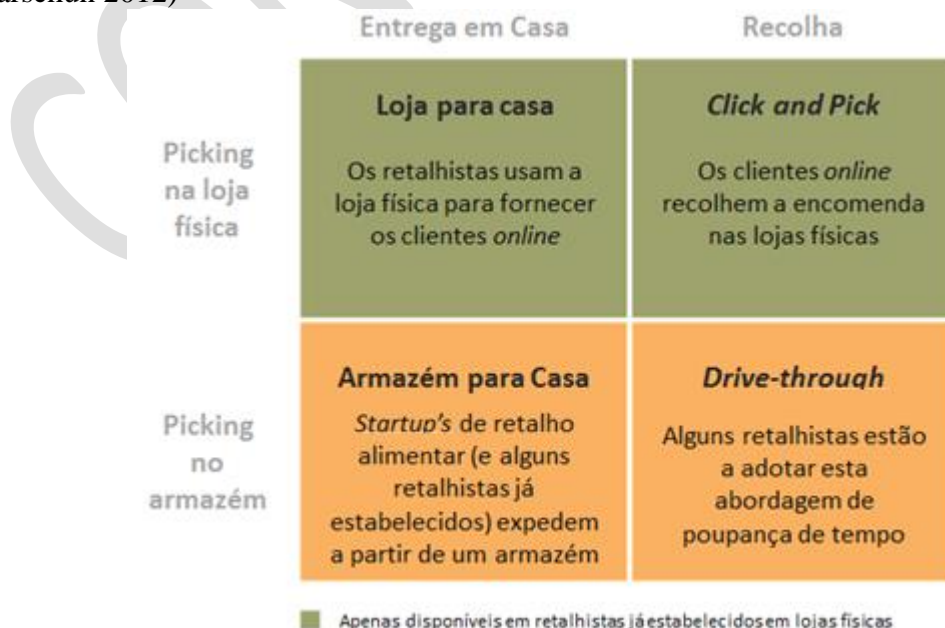 2012)
Entrega em Casa
Recolha
Picking
na loja
física
Loja para casa
Os retalhistas usam a
loja física para fornecer
os clientes online
Click and Pick
Os clientes online
recolhem a encomenda
nas lojas físicas
Picking
no
armazém
Armazém para Casa
Startup's de retalho
alimentar (e alguns
retalhistas já
estabelecidos) expedem
a partir de um armazém
Drive-through
Alguns retalhistas estão
a adotar esta
abordagem de
poupança de tempo
Apenas disponíveis em retalhistas já estabelecidos em lojas físicas